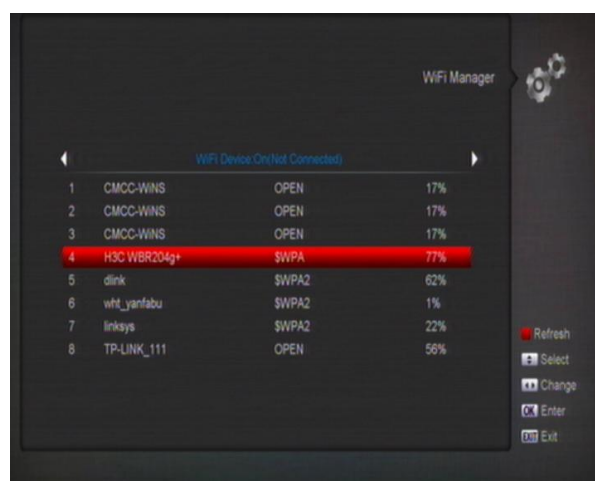 WiFi Manager
WiFi Device:On(Not Connected)
1 CMCC-WiNS OPEN 17%
2 CMCC-WiNS OPEN 17%
3 CMCC-WiNS OPEN 17%
4 H3C WBR204g+ $WPA 77%
5 dlink $WPA2 62%
6 wht_yanfabu $WPA2 1%
7 linksys $WPA2 22%
8 TP-LINK_111 OPEN 56%
Refresh
Select
Change
OK Enter
EXIT Exit